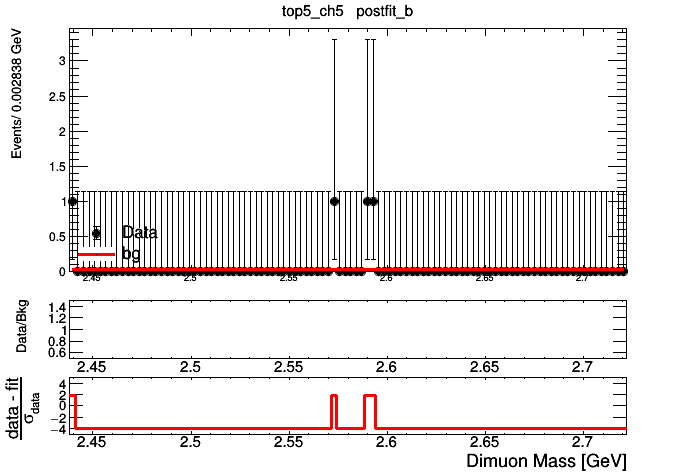 top5_ch5 postfit_b
Events/ 0.002838 GeV
3
2.5
2
1.5
1
0.5
0
Data
bg
2.45 2.5 2.55 2.6 2.65 2.7
Data/Bkg
1.4
1.2
1
0.8
0.6
2.45 2.5 2.55 2.6 2.65 2.7
data - fit
σdata
4
2
0
−2
−4
2.45 2.5 2.55 2.6 2.65 2.7
Dimuon Mass [GeV]